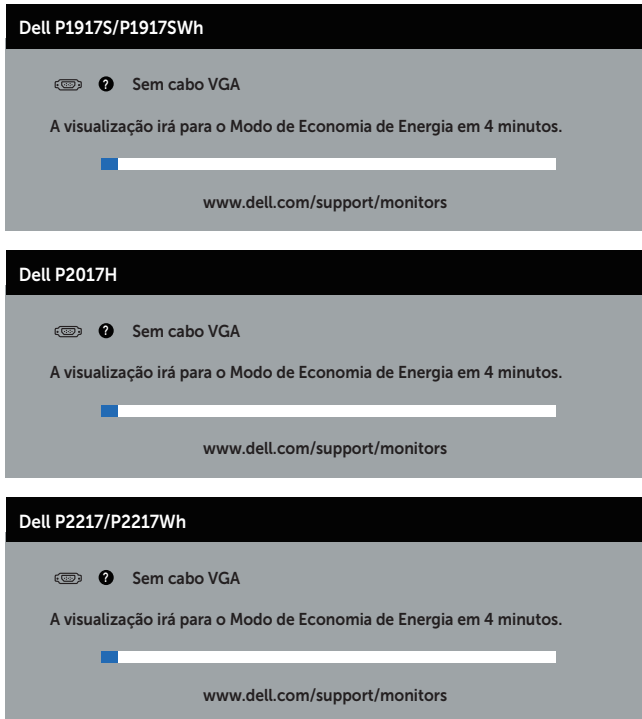 Dell P1917S/P1917SWh
? Sem cabo VGA
A visualização irá para o Modo de Economia de Energia em 4 minutos.
www.dell.com/support/monitors
Dell P2017H
? Sem cabo VGA
A visualização irá para o Modo de Economia de Energia em 4 minutos.
www.dell.com/support/monitors
Dell P2217/P2217Wh
? Sem cabo VGA
A visualização irá para o Modo de Economia de Energia em 4 minutos.
www.dell.com/support/monitors